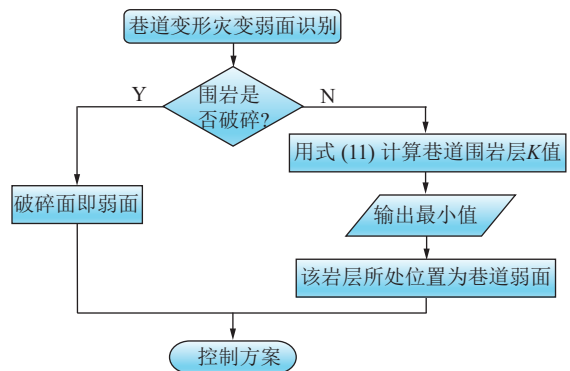 巷道变形灾变弱面识别
围岩是
否破碎?
Y
N
破碎面即弱面
用式 (11) 计算巷道围岩层K值
输出最小值
该岩层所处位置为巷道弱面
控制方案